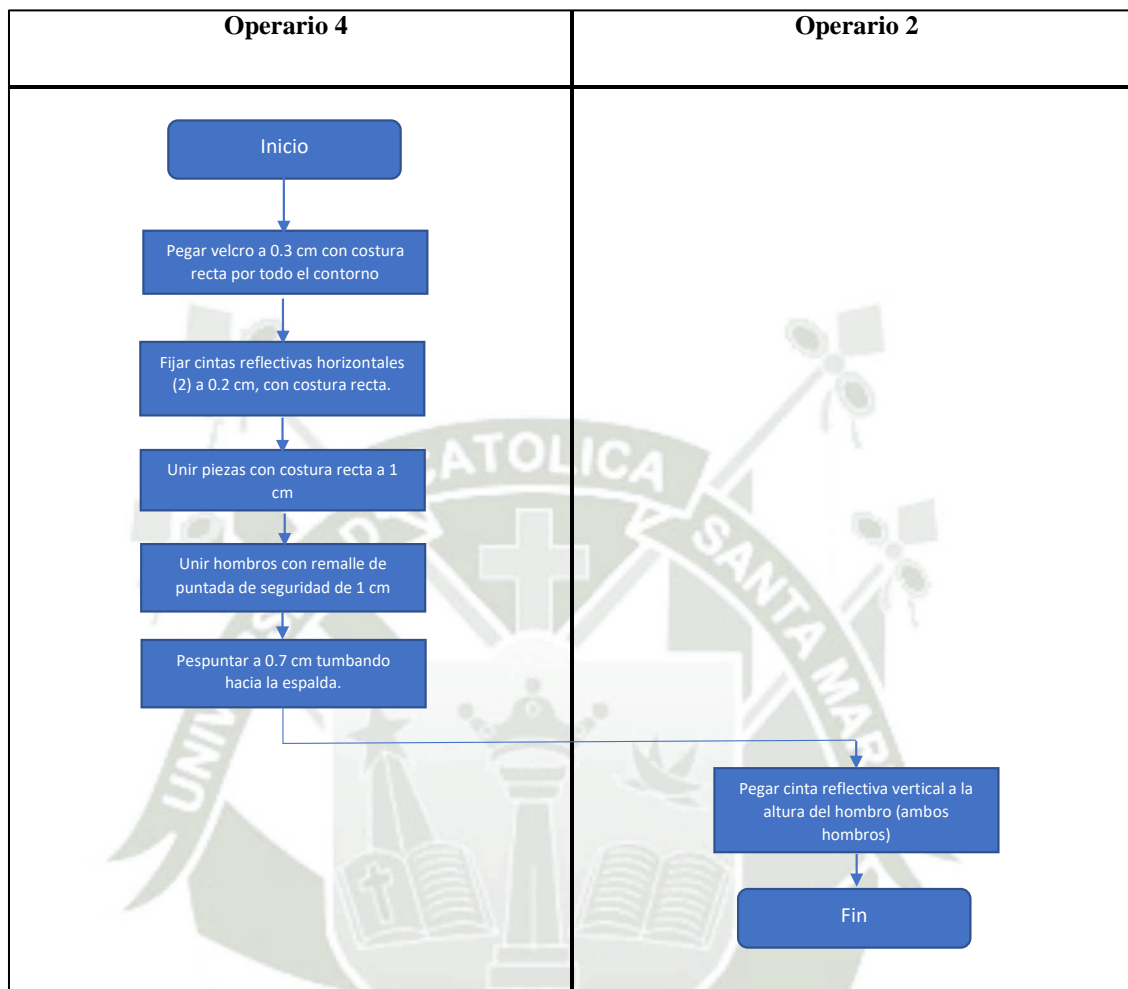 Operario 4
Operario 2
Inicio
Pegar velcro a 0.3 cm con costura
recta por todo el contorno
Fijar cintas reflectivas horizontales
(2) a 0.2 cm, con costura recta.
Unir piezas con costura recta a 1
cm
Unir hombros con remalle de
puntada de seguridad de 1 cm
Pespuntar a 0.7 cm tumbando
hacia la espalda.
Pegar cinta reflectiva vertical a la
altura del hombro (ambos
hombros)
Fin
CATOLICA
SANTA MAR